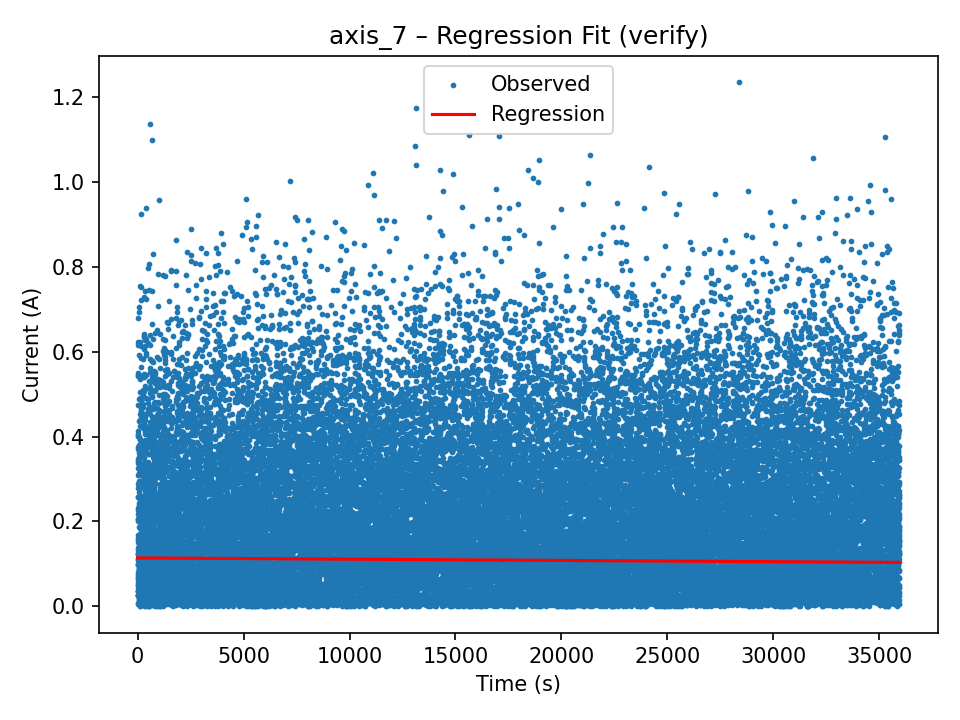 axis_7 – Regression Fit (verify)
Observed
Regression
Current (A)
1.2
1.0
0.8
0.6
0.4
0.2
0.0
0 5000 10000 15000 20000 25000 30000 35000
Time (s)